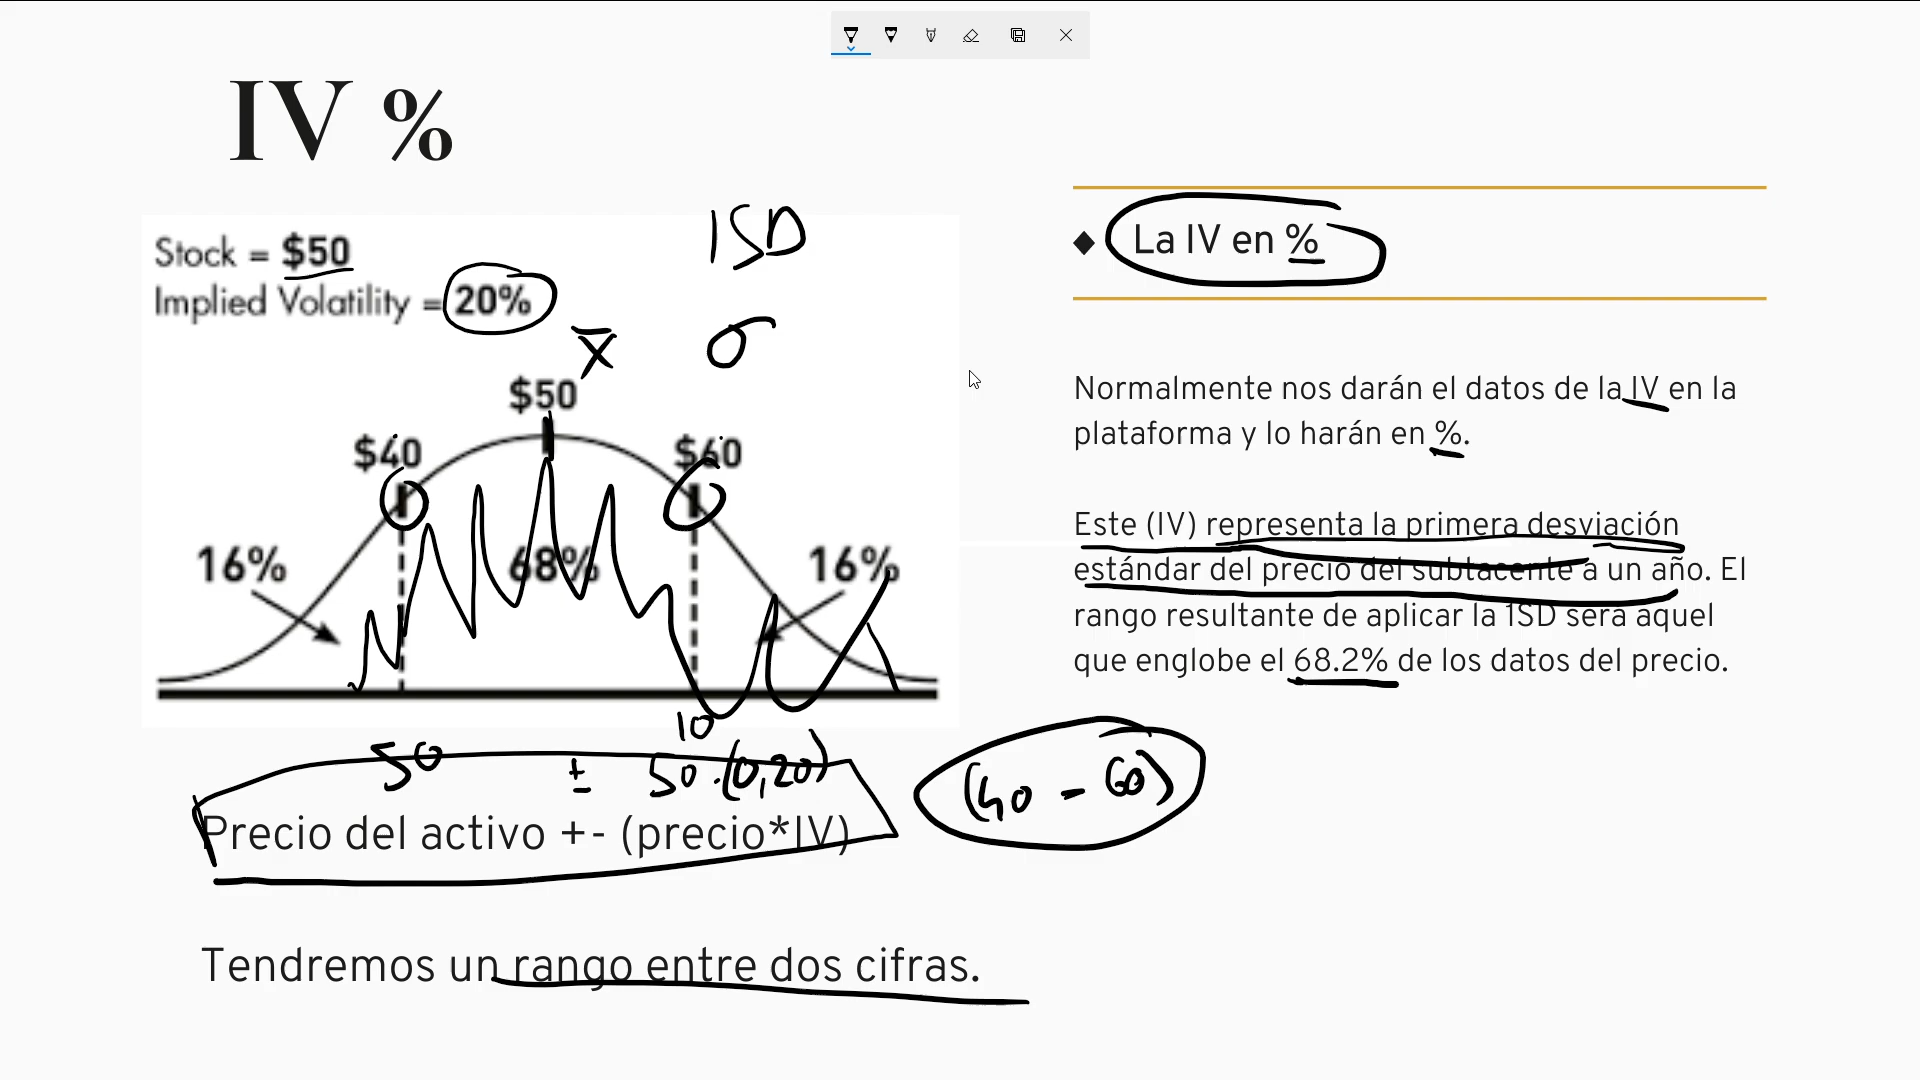 IV %
Stock = $50
Implied Volatility = 20%
1SD
x̄
σ
$50
$40
$60
16%
68%
16%
10
50 ± 50·(0,20)
(40 - 60)
Precio del activo +- (precio*IV)
Tendremos un rango entre dos cifras.
◆ La IV en %
Normalmente nos darán el datos de la IV en la
plataforma y lo harán en %.
Este (IV) representa la primera desviación
estándar del precio del subyacente a un año. El
rango resultante de aplicar la 1SD será aquel
que englobe el 68.2% de los datos del precio.